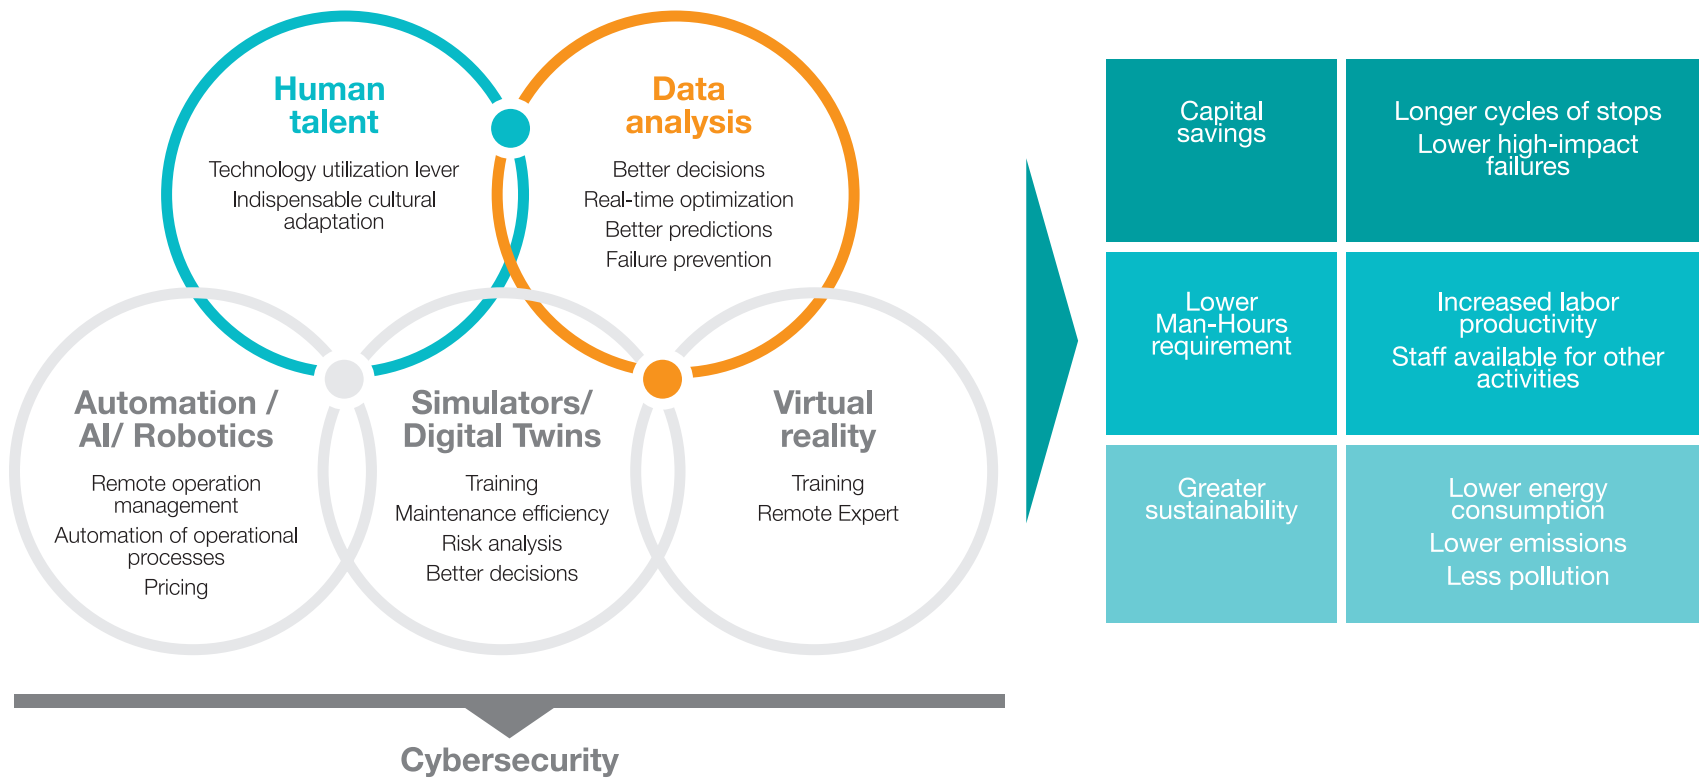 Human
talent
Technology utilization lever
Indispensable cultural
adaptation
Data
analysis
Better decisions
Real-time optimization
Better predictions
Failure prevention
Automation /
AI/ Robotics
Remote operation
management
Automation of operational
processes
Pricing
Simulators/
Digital Twins
Training
Maintenance efficiency
Risk analysis
Better decisions
Virtual
reality
Training
Remote Expert
Cybersecurity
Capital
savings
Longer cycles of stops
Lower high-impact
failures
Lower
Man-Hours
requirement
Increased labor
productivity
Staff available for other
activities
Greater
sustainability
Lower energy
consumption
Lower emissions
Less pollution